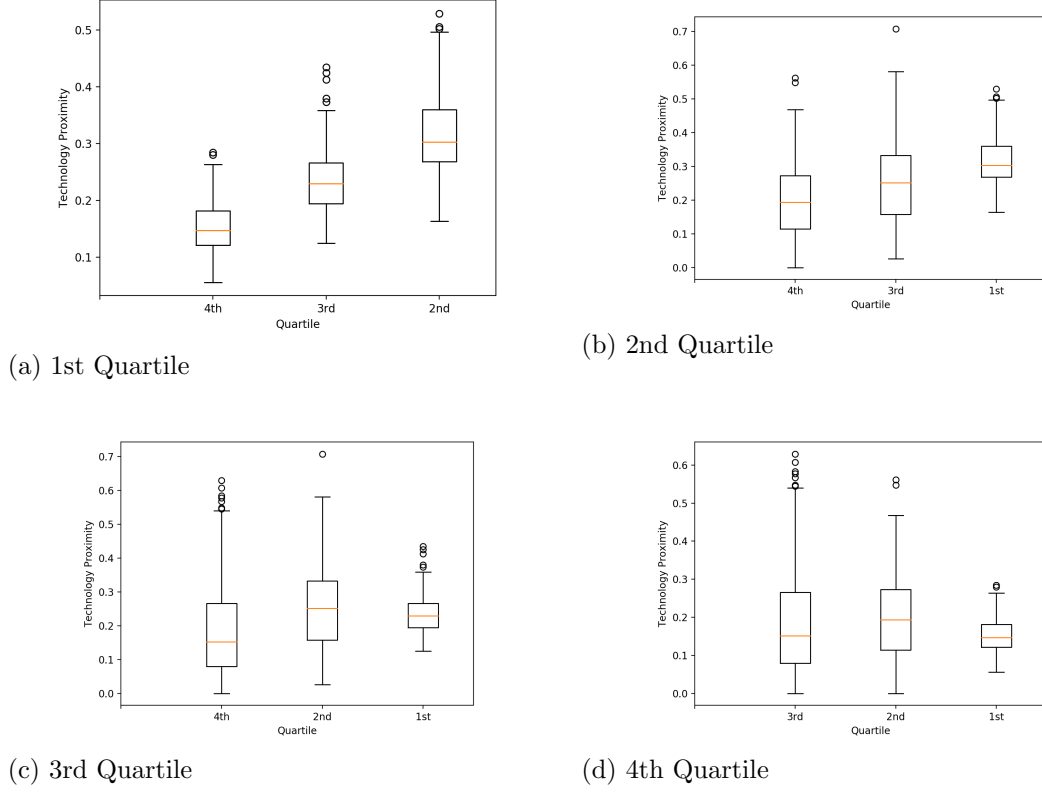 0.5
0.4
0.3
0.2
0.1
Technology Proximity
4th 3rd 2nd
Quartile
(a) 1st Quartile
0.7
0.6
0.5
0.4
0.3
0.2
0.1
0.0
Technology Proximity
4th 3rd 1st
Quartile
(b) 2nd Quartile
0.7
0.6
0.5
0.4
0.3
0.2
0.1
0.0
Technology Proximity
4th 2nd 1st
Quartile
(c) 3rd Quartile
0.6
0.5
0.4
0.3
0.2
0.1
0.0
Technology Proximity
3rd 2nd 1st
Quartile
(d) 4th Quartile